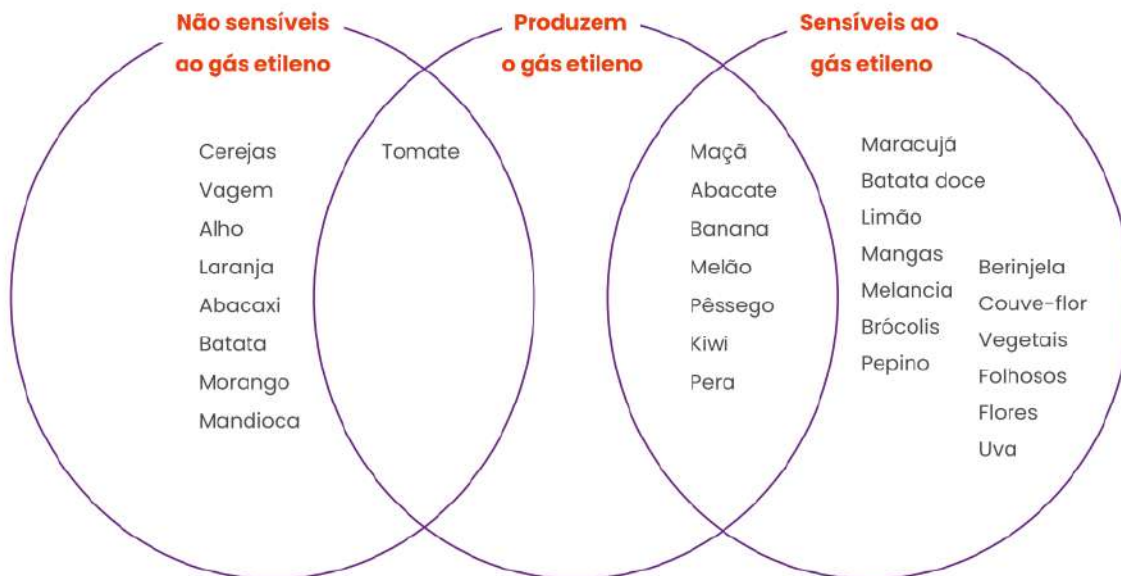 Não sensíveis
ao gás etileno
Produzem
o gás etileno
Sensíveis ao
gás etileno
Cerejas
Vagem
Alho
Laranja
Abacaxi
Batata
Morango
Mandioca
Tomate
Maçã
Abacate
Banana
Melão
Pêssego
Kiwi
Pera
Maracujá
Batata doce
Limão
Mangas
Melancia
Brócolis
Pepino
Berinjela
Couve-flor
Vegetais
Folhosos
Flores
Uva